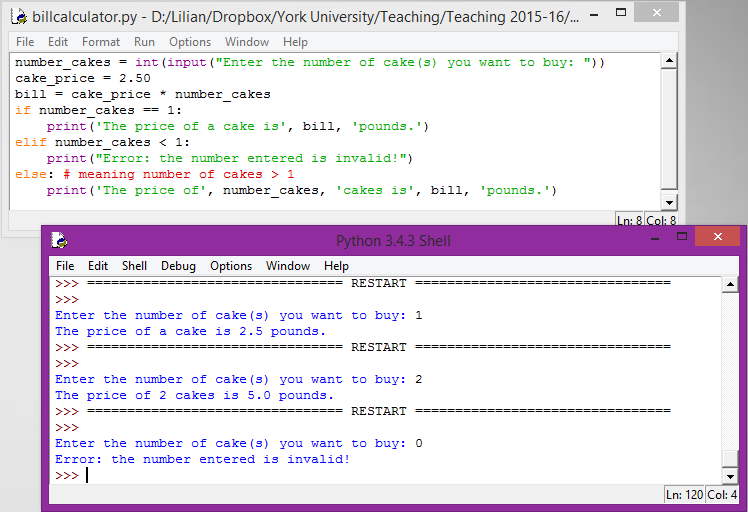 billcalculator.py - D:/Lilian/Dropbox/York University/Teaching/Teaching 2015-16/...
File Edit Format Run Options Window Help
number_cakes = int(input("Enter the number of cake(s) you want to buy: "))
cake_price = 2.50
bill = cake_price * number_cakes
if number_cakes == 1:
    print('The price of a cake is', bill, 'pounds.')
elif number_cakes < 1:
    print("Error: the number entered is invalid!")
else: # meaning number of cakes > 1
    print('The price of', number_cakes, 'cakes is', bill, 'pounds.')
Ln: 8 Col: 8
Python 3.4.3 Shell
File Edit Shell Debug Options Window Help
>>> ================================ RESTART ================================
>>>
Enter the number of cake(s) you want to buy: 1
The price of a cake is 2.5 pounds.
>>> ================================ RESTART ================================
>>>
Enter the number of cake(s) you want to buy: 2
The price of 2 cakes is 5.0 pounds.
>>> ================================ RESTART ================================
>>>
Enter the number of cake(s) you want to buy: 0
Error: the number entered is invalid!
>>>
Ln: 120 Col: 4